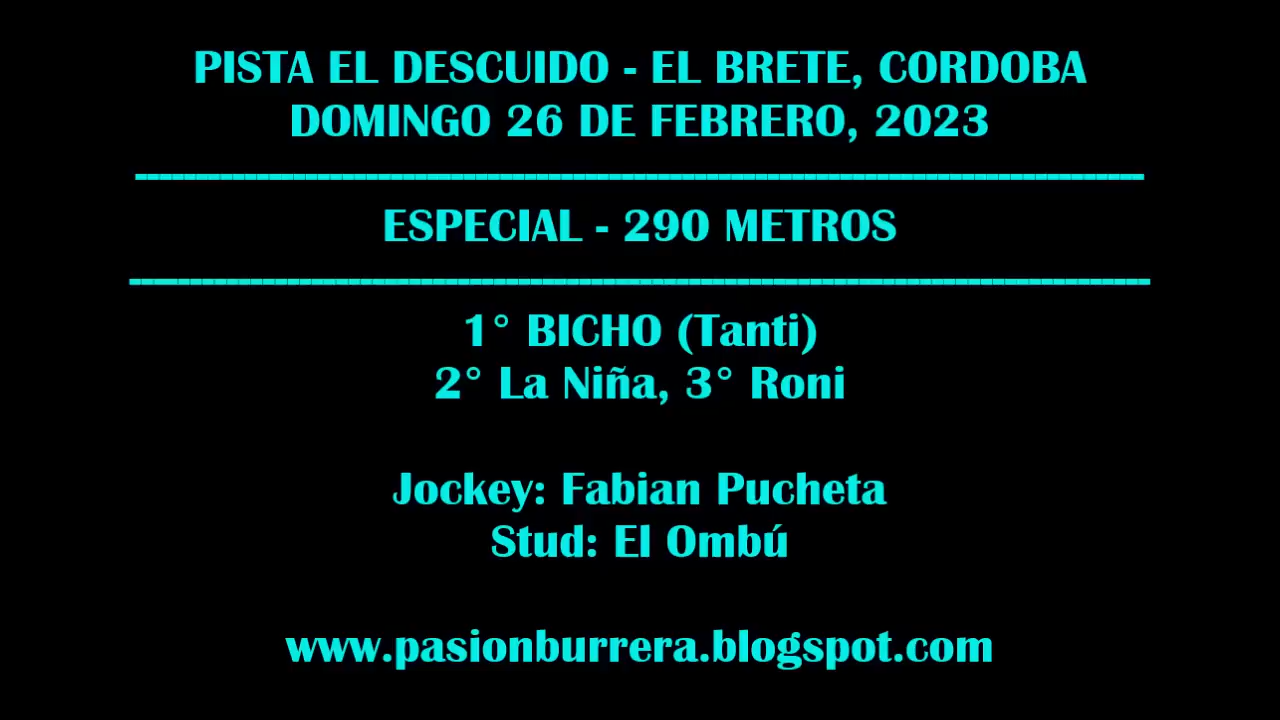 PISTA EL DESCUIDO - EL BRETE, CORDOBA
DOMINGO 26 DE FEBRERO, 2023
ESPECIAL - 290 METROS
1° BICHO (Tanti)
2° La Niña, 3° Roni
Jockey: Fabian Pucheta
Stud: El Ombú
www.pasionburrera.blogspot.com